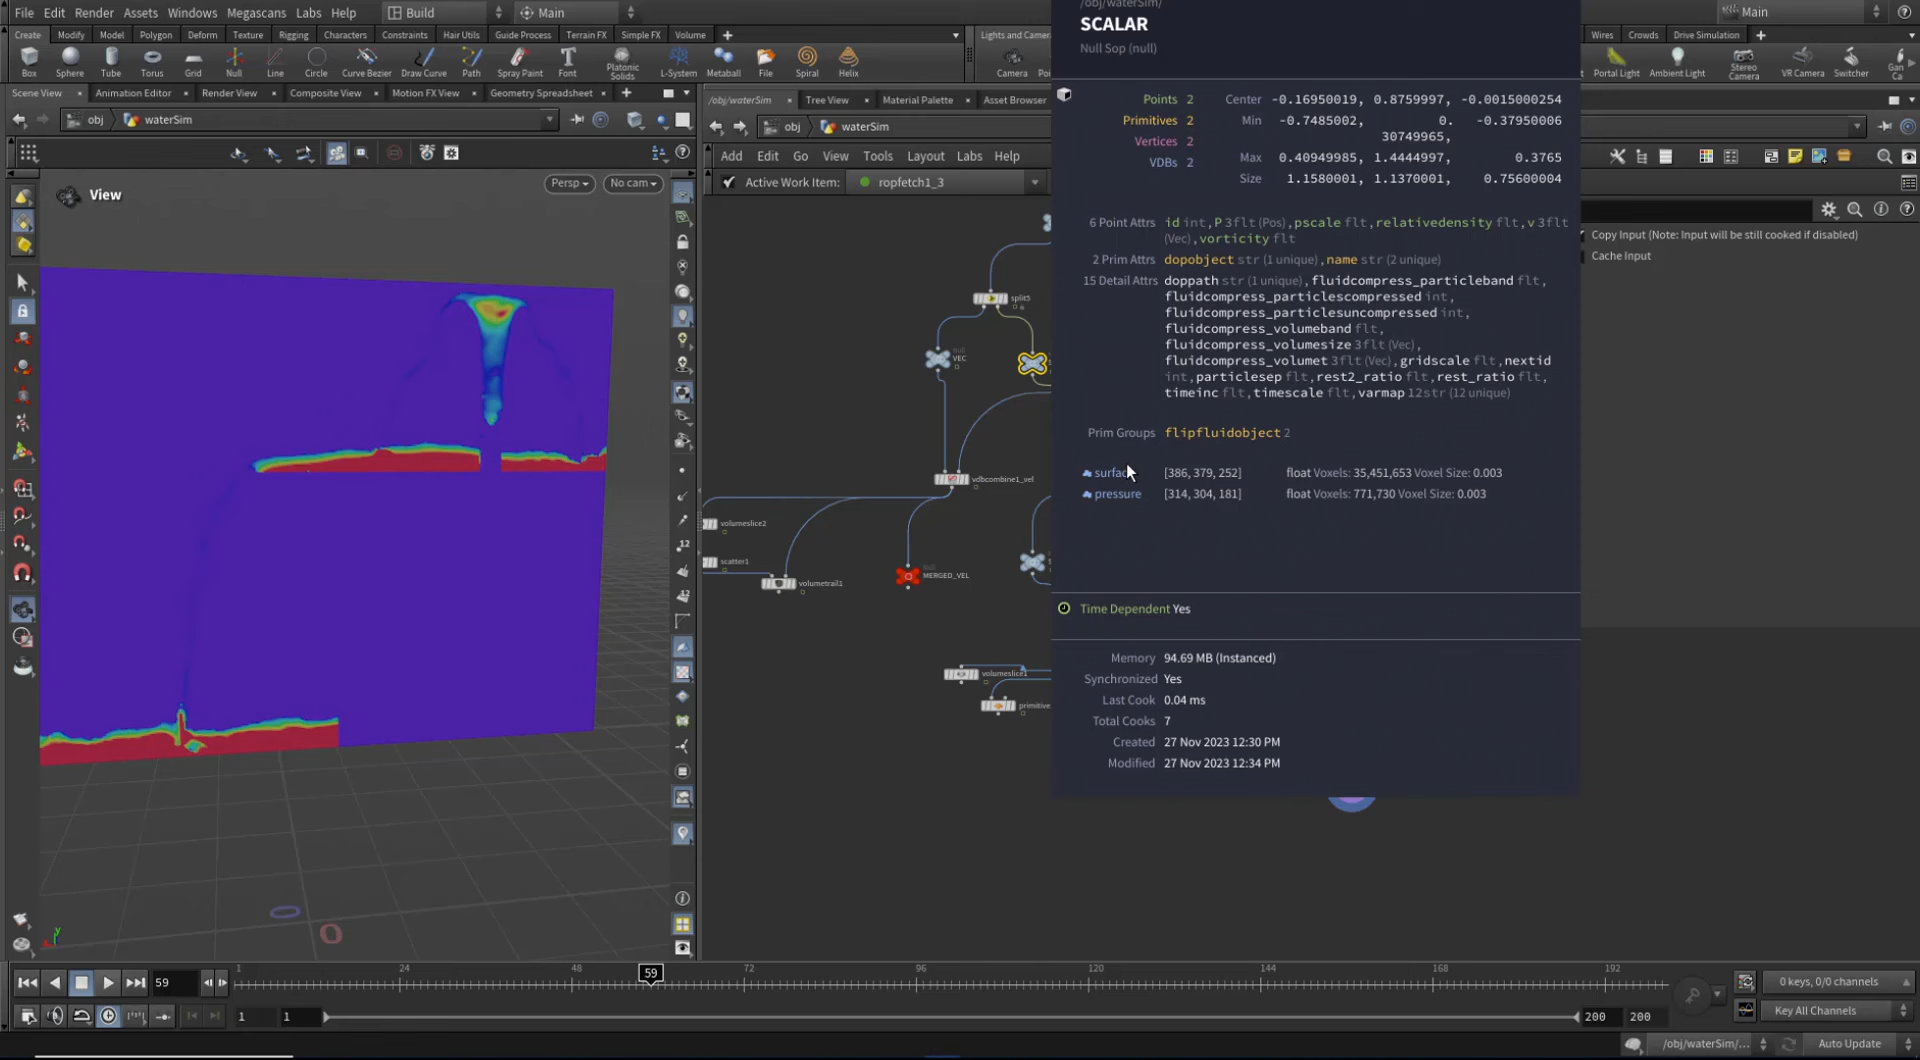 File Edit Render Assets Windows Megascans Labs Help Build Main
/obj/waterSim/
SCALAR
Null Sop (null)
Main
Create Modify Model Polygon Deform Texture Rigging Characters Constraints Hair Utils Guide Process Terrain FX Simple FX Volume
Lights and Camera
Wires Crowds Drive Simulation
Box Sphere Tube Torus Grid Null Line Circle Curve Bezier Draw Curve Path Spray Paint Font Platonic Solids L-System Metaball File Spiral Helix
Camera
Portal Light Ambient Light Stereo Camera VR Camera Switcher
Scene View Animation Editor Render View Composite View Motion FX View Geometry Spreadsheet
/obj/waterSim Tree View Material Palette Asset Browser
obj waterSim
obj waterSim
Add Edit Go View Tools Layout Labs Help
Active Work Item: ropfetch1_3
View
Persp No cam
Points 2
Primitives 2
Vertices 2
VDBs 2
Center -0.16950019, 0.8759997, -0.0015000254
Min -0.7485002, 0. -0.37950006
30749965,
Max 0.40949985, 1.4444997, 0.3765
Size 1.1580001, 1.1370001, 0.75600004
6 Point Attrs id int,P 3flt (Pos),pscale flt,relativedensity flt,v 3flt
(Vec),vorticity flt
2 Prim Attrs dopobject str (1 unique),name str (2 unique)
15 Detail Attrs doppath str (1 unique),fluidcompress_particleband flt,
fluidcompress_particlescompressed int,
fluidcompress_particlesuncompressed int,
fluidcompress_volumeband flt,
fluidcompress_volumesize 3flt (Vec),
fluidcompress_volumet 3flt (Vec),gridscale flt,nextid
int,particlesep flt,rest2_ratio flt,rest_ratio flt,
timeinc flt,timescale flt,varmap 12str (12 unique)
Prim Groups flipfluidobject 2
surfac [386, 379, 252] float Voxels: 35,451,653 Voxel Size: 0.003
pressure [314, 304, 181] float Voxels: 771,730 Voxel Size: 0.003
Time Dependent Yes
Memory 94.69 MB (Instanced)
Synchronized Yes
Last Cook 0.04 ms
Total Cooks 7
Created 27 Nov 2023 12:30 PM
Modified 27 Nov 2023 12:34 PM
Copy Input (Note: Input will be still cooked if disabled)
Cache Input
split5
null
VEC
vdbcombine1_vel
volumeslice2
scatter1
volumetrail1
Null
MERGED_VEL
volumeslice1
primitive
12
12
y
1 24 48 59 72 96 120 144 168 192
59
0 keys, 0/0 channels
1 1 200 200
Key All Channels
/obj/waterSim/... Auto Update